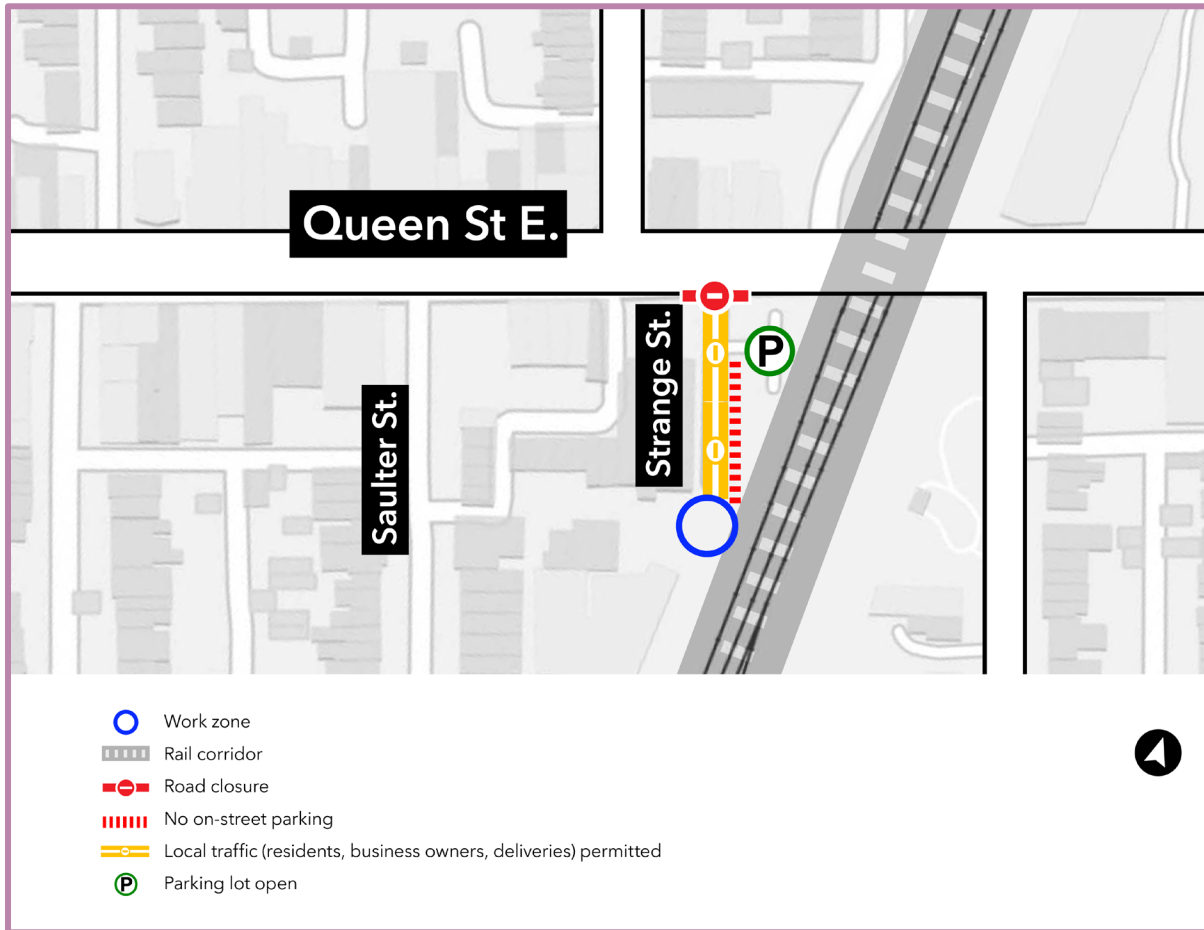 Queen St E.
Strange St.
P
Saulter St.
Work zone
Rail corridor
Road closure
No on-street parking
Local traffic (residents, business owners, deliveries) permitted
P
Parking lot open